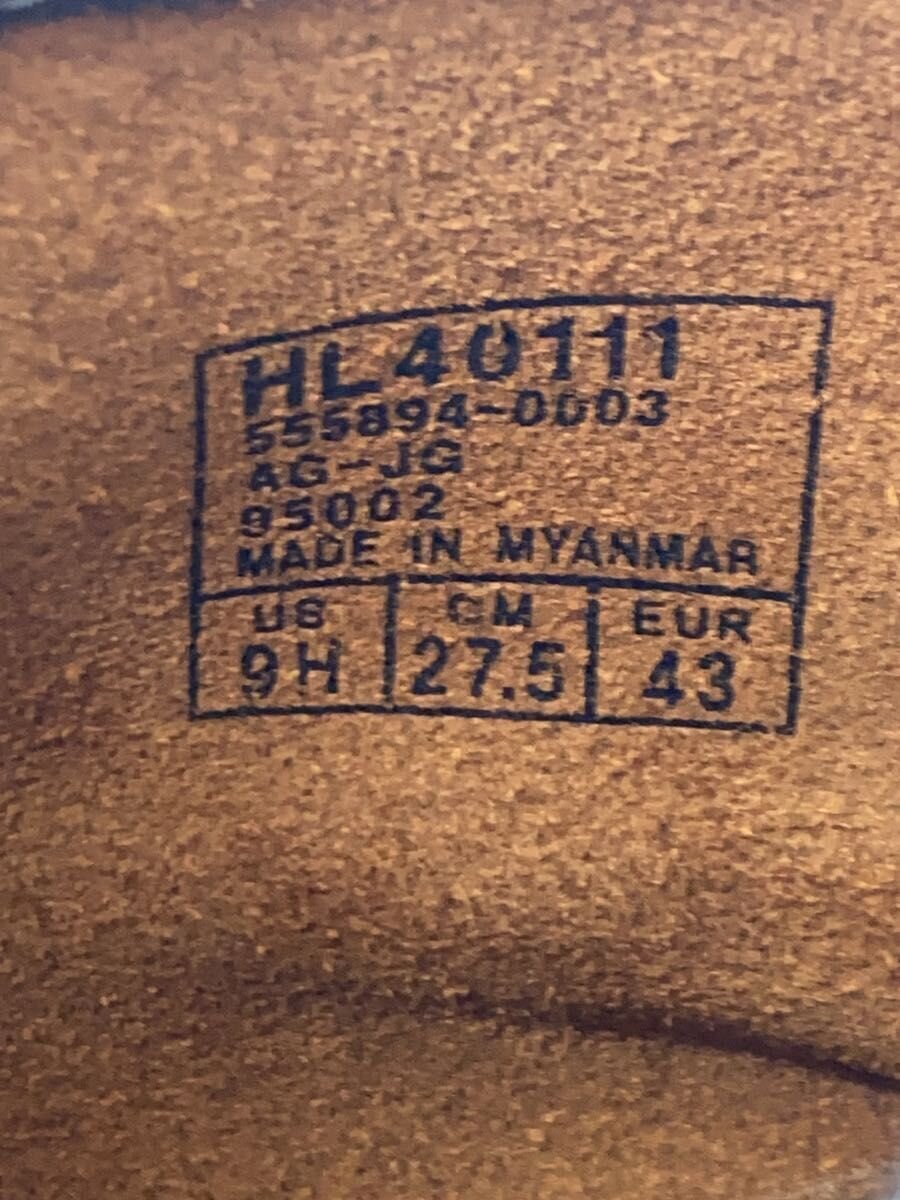 HL40111
555894-0003
AG-JG
95002
MADE IN MYANMAR
US CM EUR
9H 27.5 43